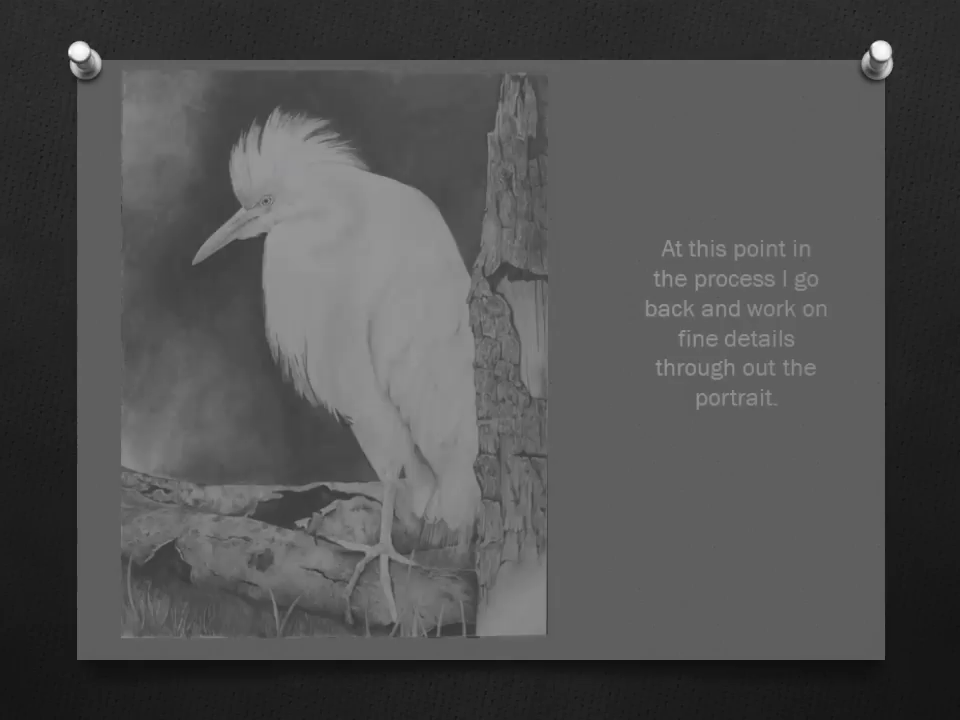 At this point in
the process I go
back and work on
fine details
through out the
portrait.